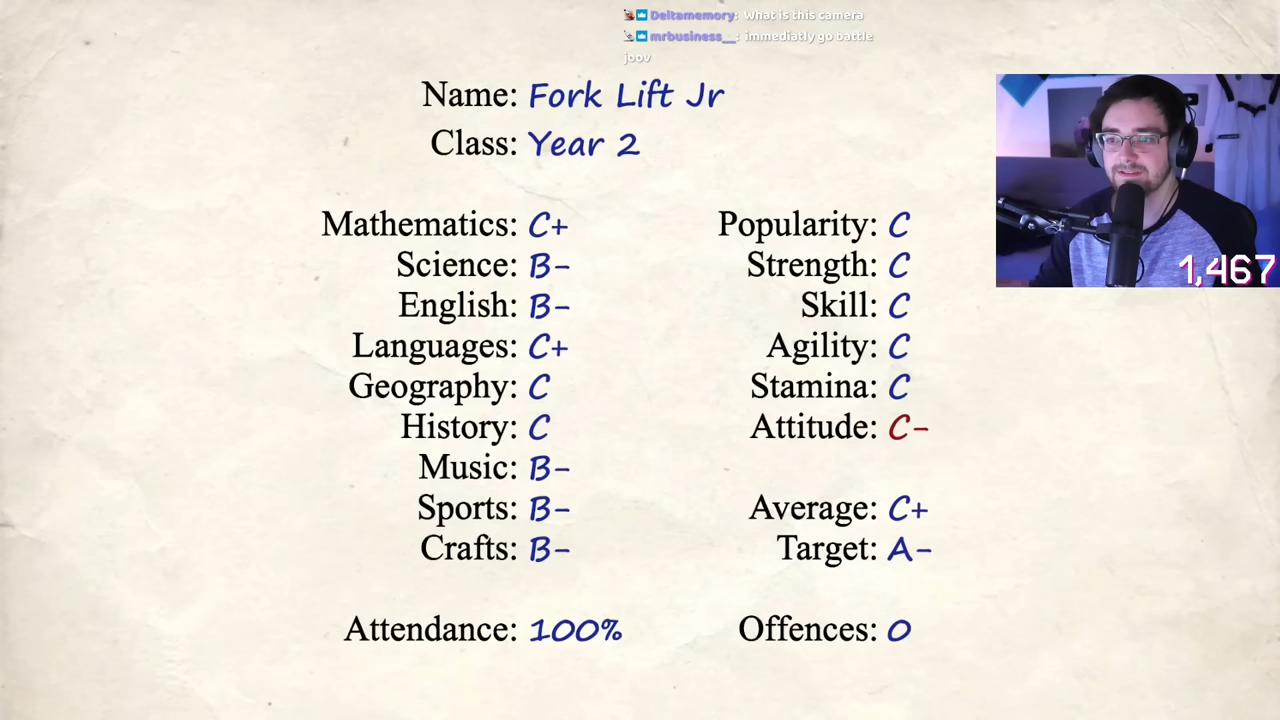 Deltamemory: What is this camera
mrbusiness__: immediatly go battle
joov
Name: Fork Lift Jr
Class: Year 2
Mathematics: C+
Science: B-
English: B-
Languages: C+
Geography: C
History: C
Music: B-
Sports: B-
Crafts: B-
Popularity: C
Strength: C
Skill: C
Agility: C
Stamina: C
Attitude: C-
Average: C+
Target: A-
Attendance: 100%
Offences: 0
1,467